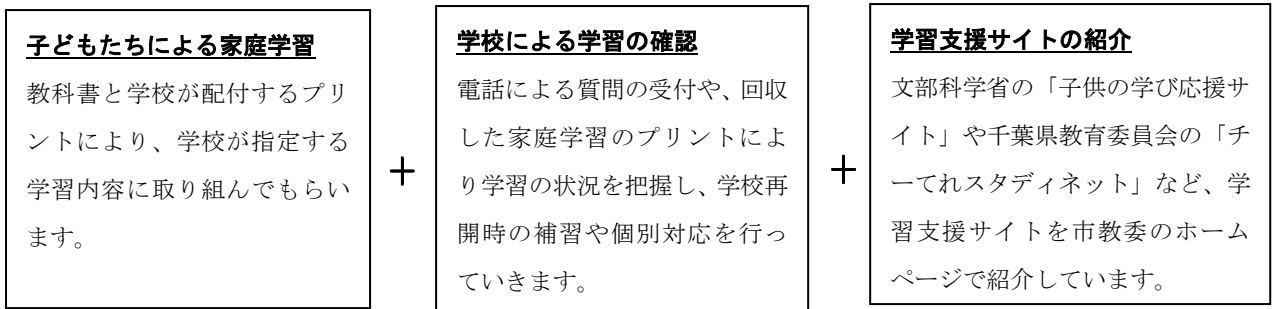 子どもたちによる家庭学習
教科書と学校が配付するプリ
ントにより、学校が指定する
学習内容に取り組んでもらい
ます。
+
学校による学習の確認
電話による質問の受付や、回収
した家庭学習のプリントによ
り学習の状況を把握し、学校再
開時の補習や個別対応を行っ
ていきます。
+
学習支援サイトの紹介
文部科学省の「子供の学び応援サ
イト」や千葉県教育委員会の「チ
ーてれスタディネット」など、学
習支援サイトを市教委のホーム
ページで紹介しています。